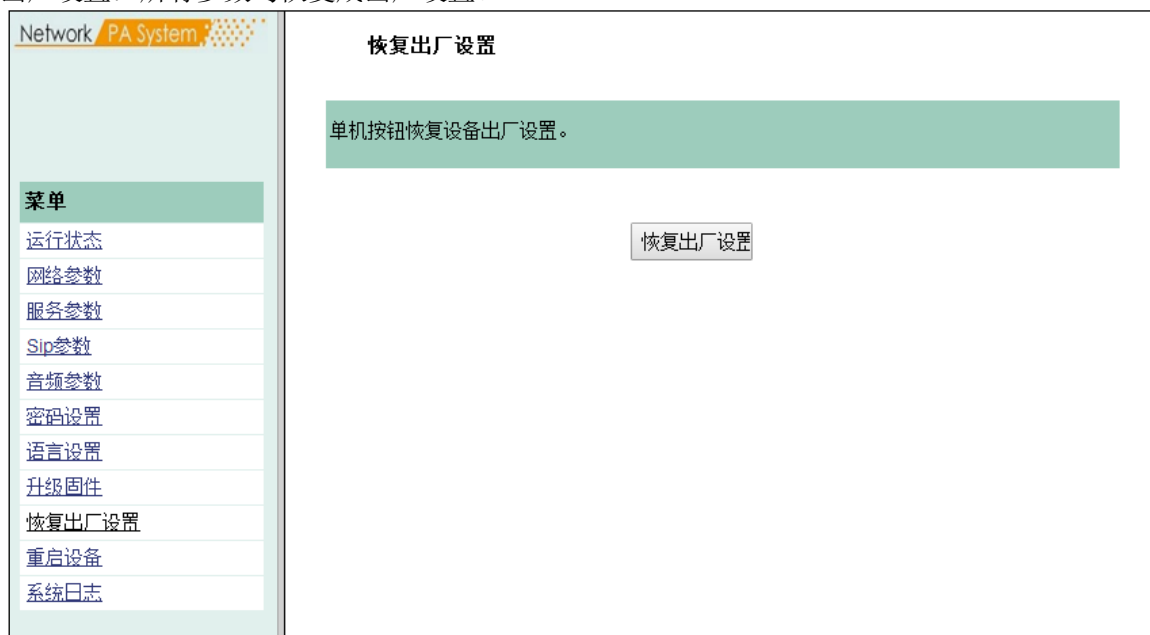 Network PA System
恢复出厂设置
单机按钮恢复设备出厂设置。
恢复出厂设置
菜单
运行状态
网络参数
服务参数
Sip参数
音频参数
密码设置
语言设置
升级固件
恢复出厂设置
重启设备
系统日志